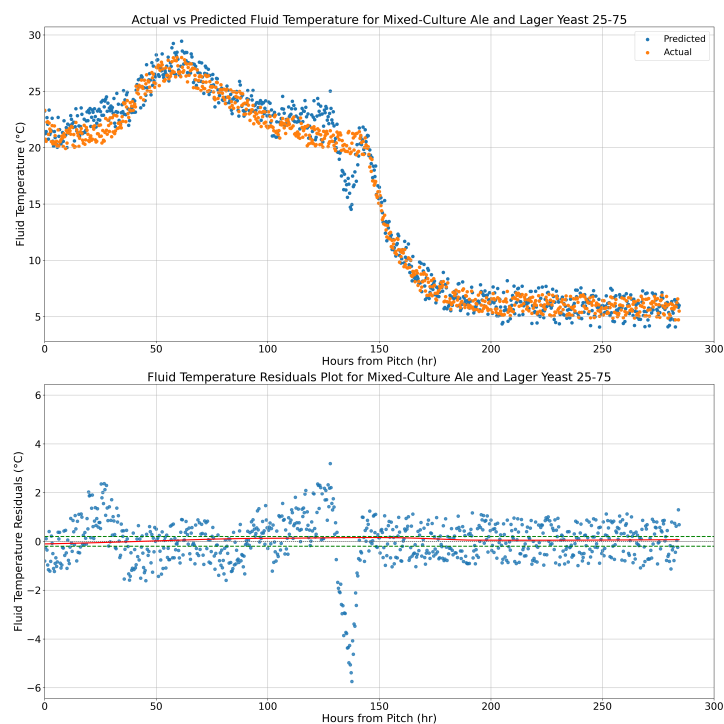 Actual vs Predicted Fluid Temperature for Mixed-Culture Ale and Lager Yeast 25-75
Fluid Temperature (°C)
30
25
20
15
10
5
Predicted
Actual
0 50 100 150 200 250 300
Hours from Pitch (hr)
Fluid Temperature Residuals Plot for Mixed-Culture Ale and Lager Yeast 25-75
Fluid Temperature Residuals (°C)
6
4
2
0
−2
−4
−6
0 50 100 150 200 250 300
Hours from Pitch (hr)